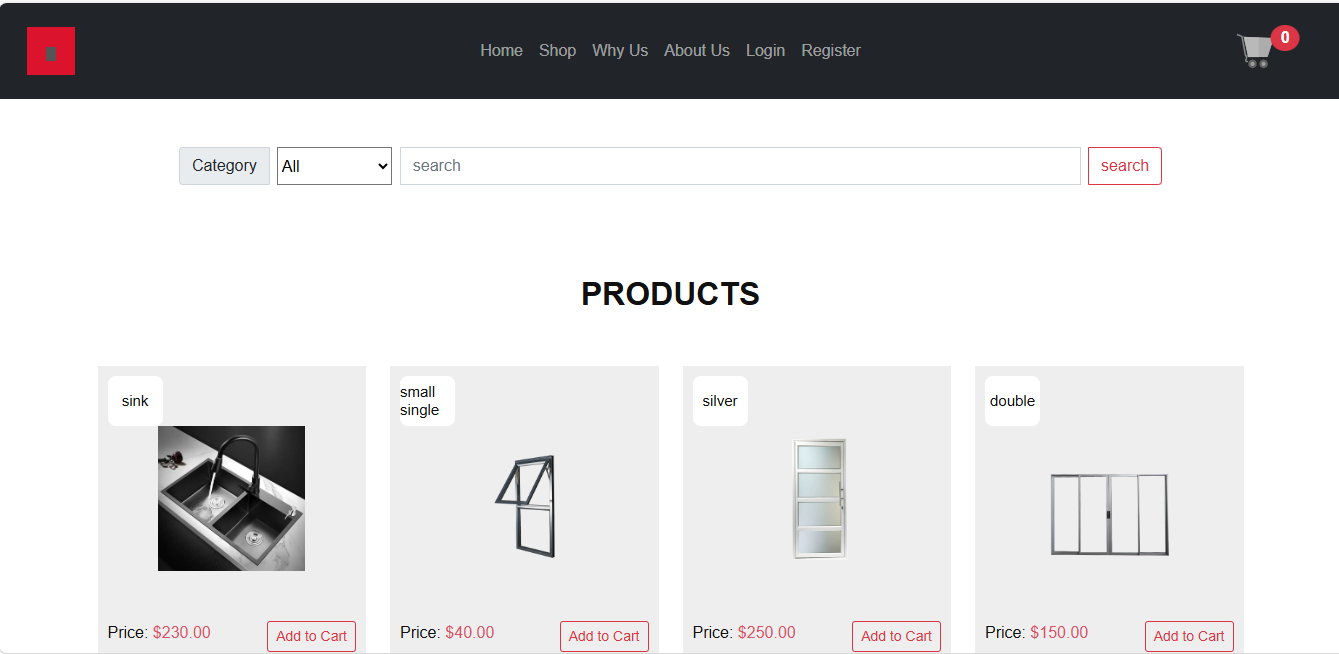 Home Shop Why Us About Us Login Register
0
Category All search search
PRODUCTS
sink
small
single
silver
double
Price: $230.00 Add to Cart
Price: $40.00 Add to Cart
Price: $250.00 Add to Cart
Price: $150.00 Add to Cart